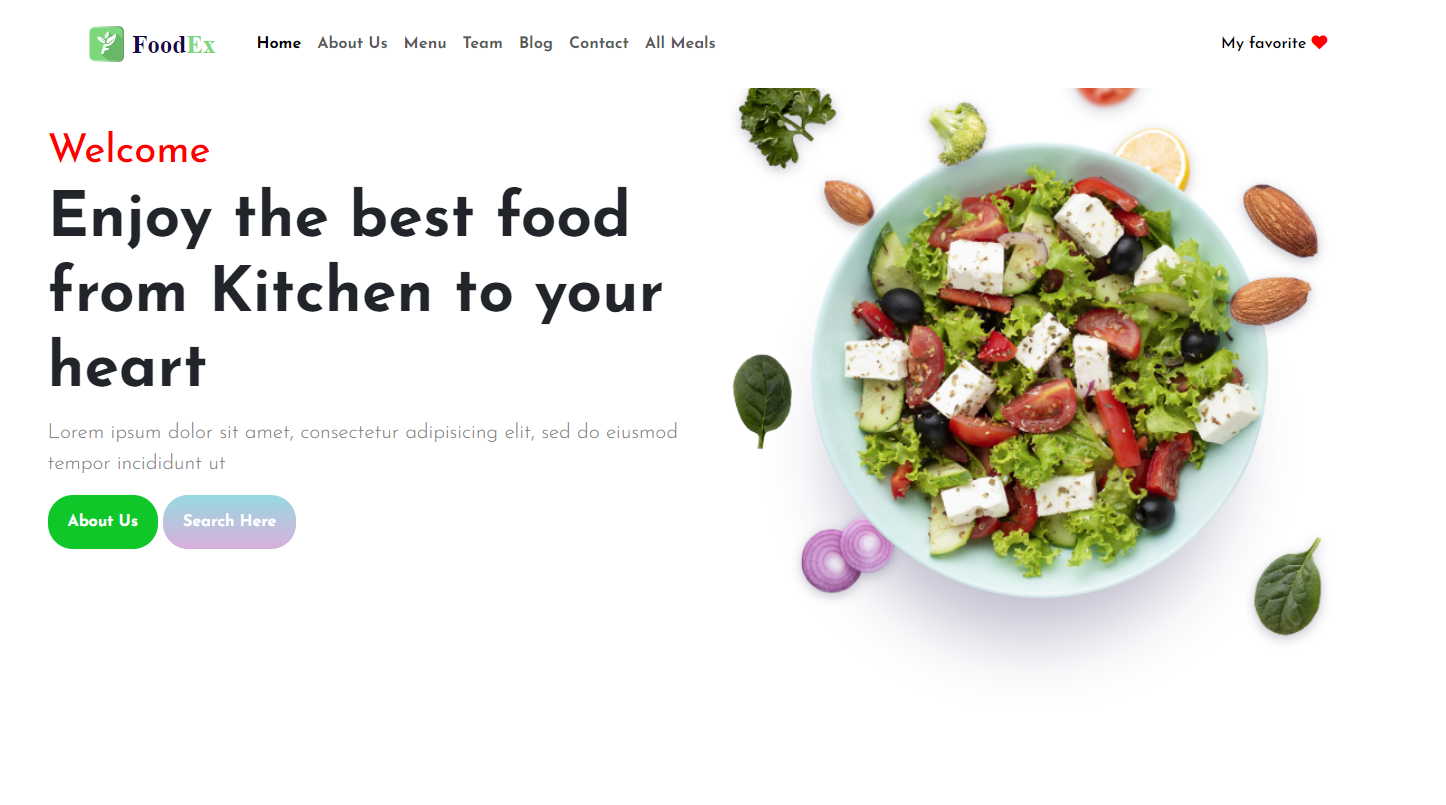 FoodEx Home About Us Menu Team Blog Contact All Meals My favorite
Welcome
Enjoy the best food
from Kitchen to your
heart
Lorem ipsum dolor sit amet, consectetur adipisicing elit, sed do eiusmod
tempor incididunt ut
About Us Search Here